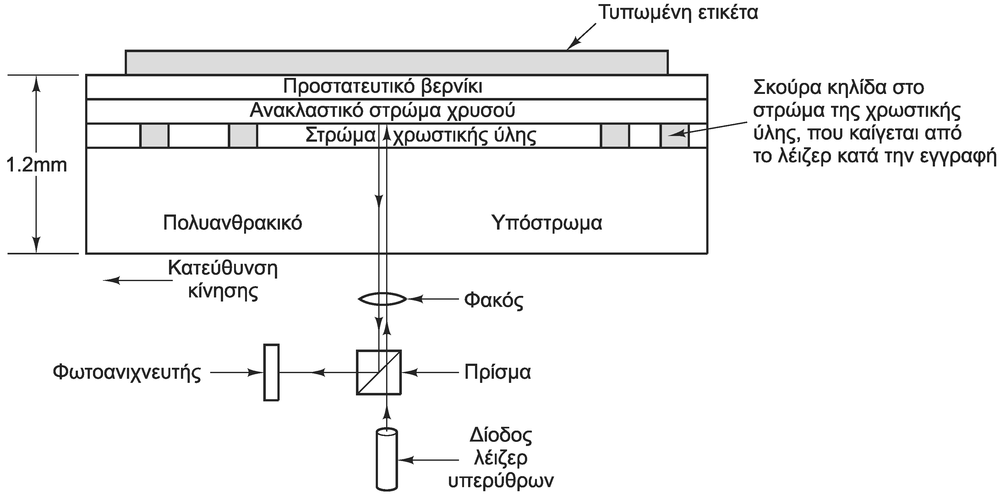 Τυπωμένη ετικέτα
Προστατευτικό βερνίκι
Ανακλαστικό στρώμα χρυσού
Στρώμα χρωστικής ύλης
Σκούρα κηλίδα στο
στρώμα της χρωστικής
ύλης, που καίγεται από
το λέιζερ κατά την εγγραφή
1.2mm
Πολυανθρακικό Υπόστρωμα
Κατεύθυνση
κίνησης
Φακός
Φωτοανιχνευτής
Πρίσμα
Δίοδος
λέιζερ
υπερύθρων